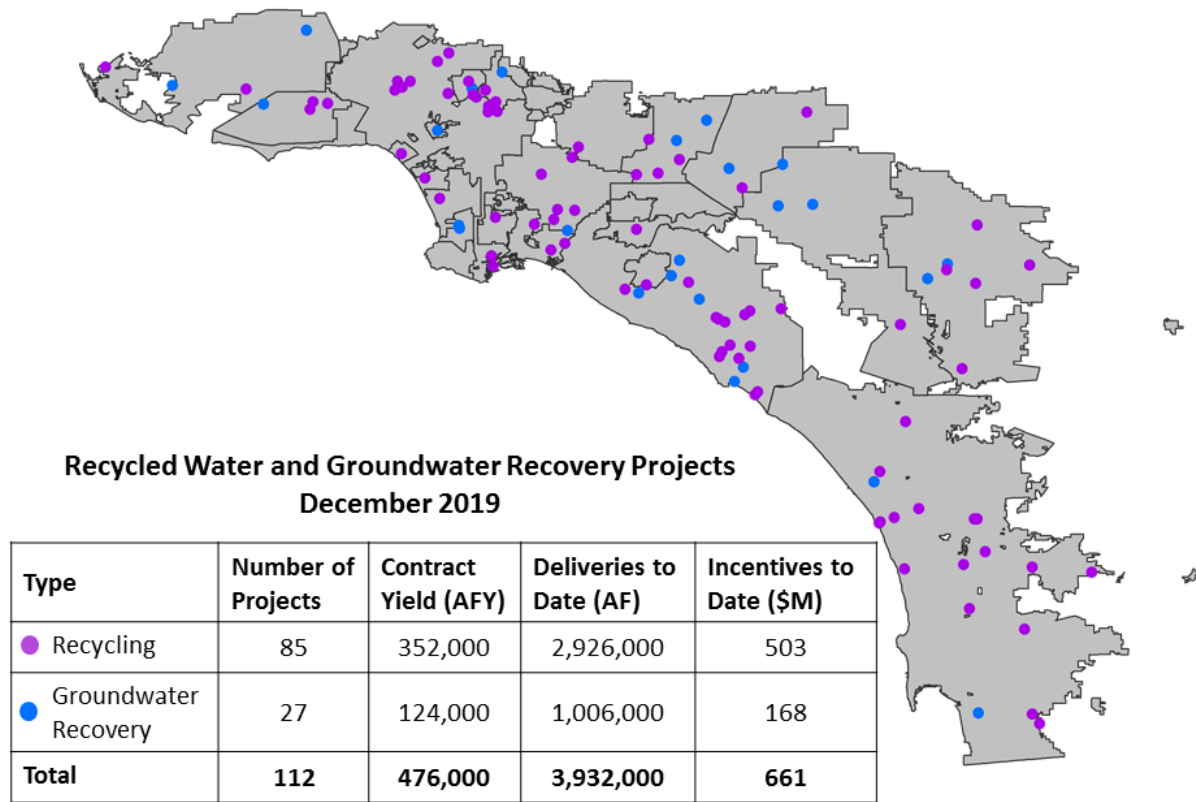 Recycled Water and Groundwater Recovery Projects
December 2019
Type
Number of
Projects
Contract
Yield (AFY)
Deliveries to
Date (AF)
Incentives to
Date ($M)
Recycling
85
352,000
2,926,000
503
Groundwater
Recovery
27
124,000
1,006,000
168
Total
112
476,000
3,932,000
661